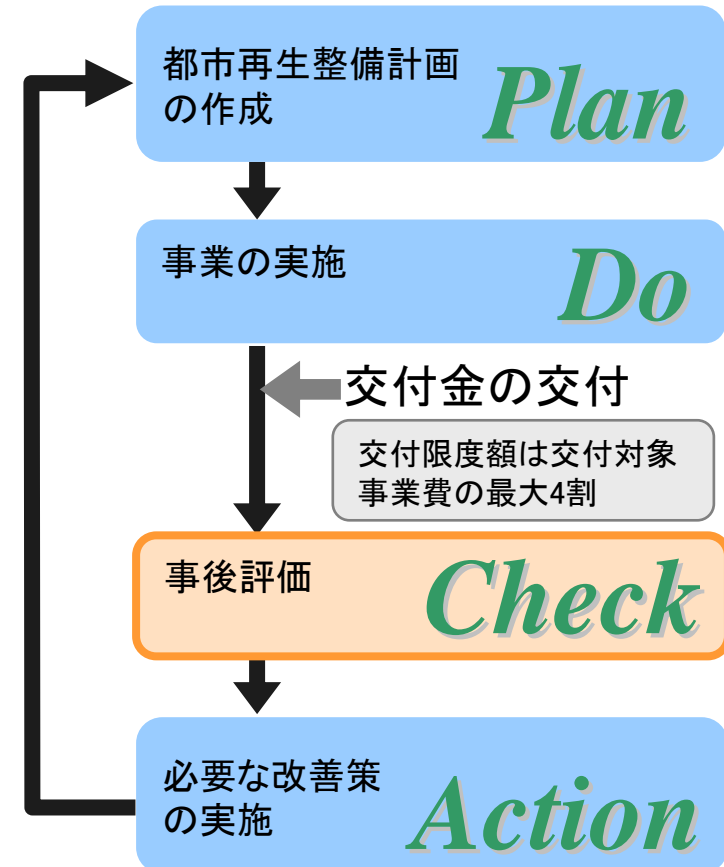 都市再生整備計画
の作成
Plan
事業の実施
Do
交付金の交付
交付限度額は交付対象
事業費の最大4割
事後評価
Check
必要な改善策
の実施
Action